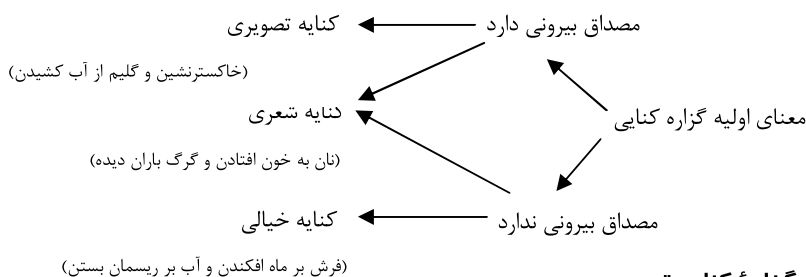 مصداق بیرونی دارد
کنایه تصویری
(خاکسترنشین و گلیم از آب کشیدن)
معنای اولیه گزاره کنایی
کنایه شعری
(نان به خون افتادن و گرگ باران دیده)
مصداق بیرونی ندارد
کنایه خیالی
(فرش بر ماه افکندن و آب بر ریسمان بستن)